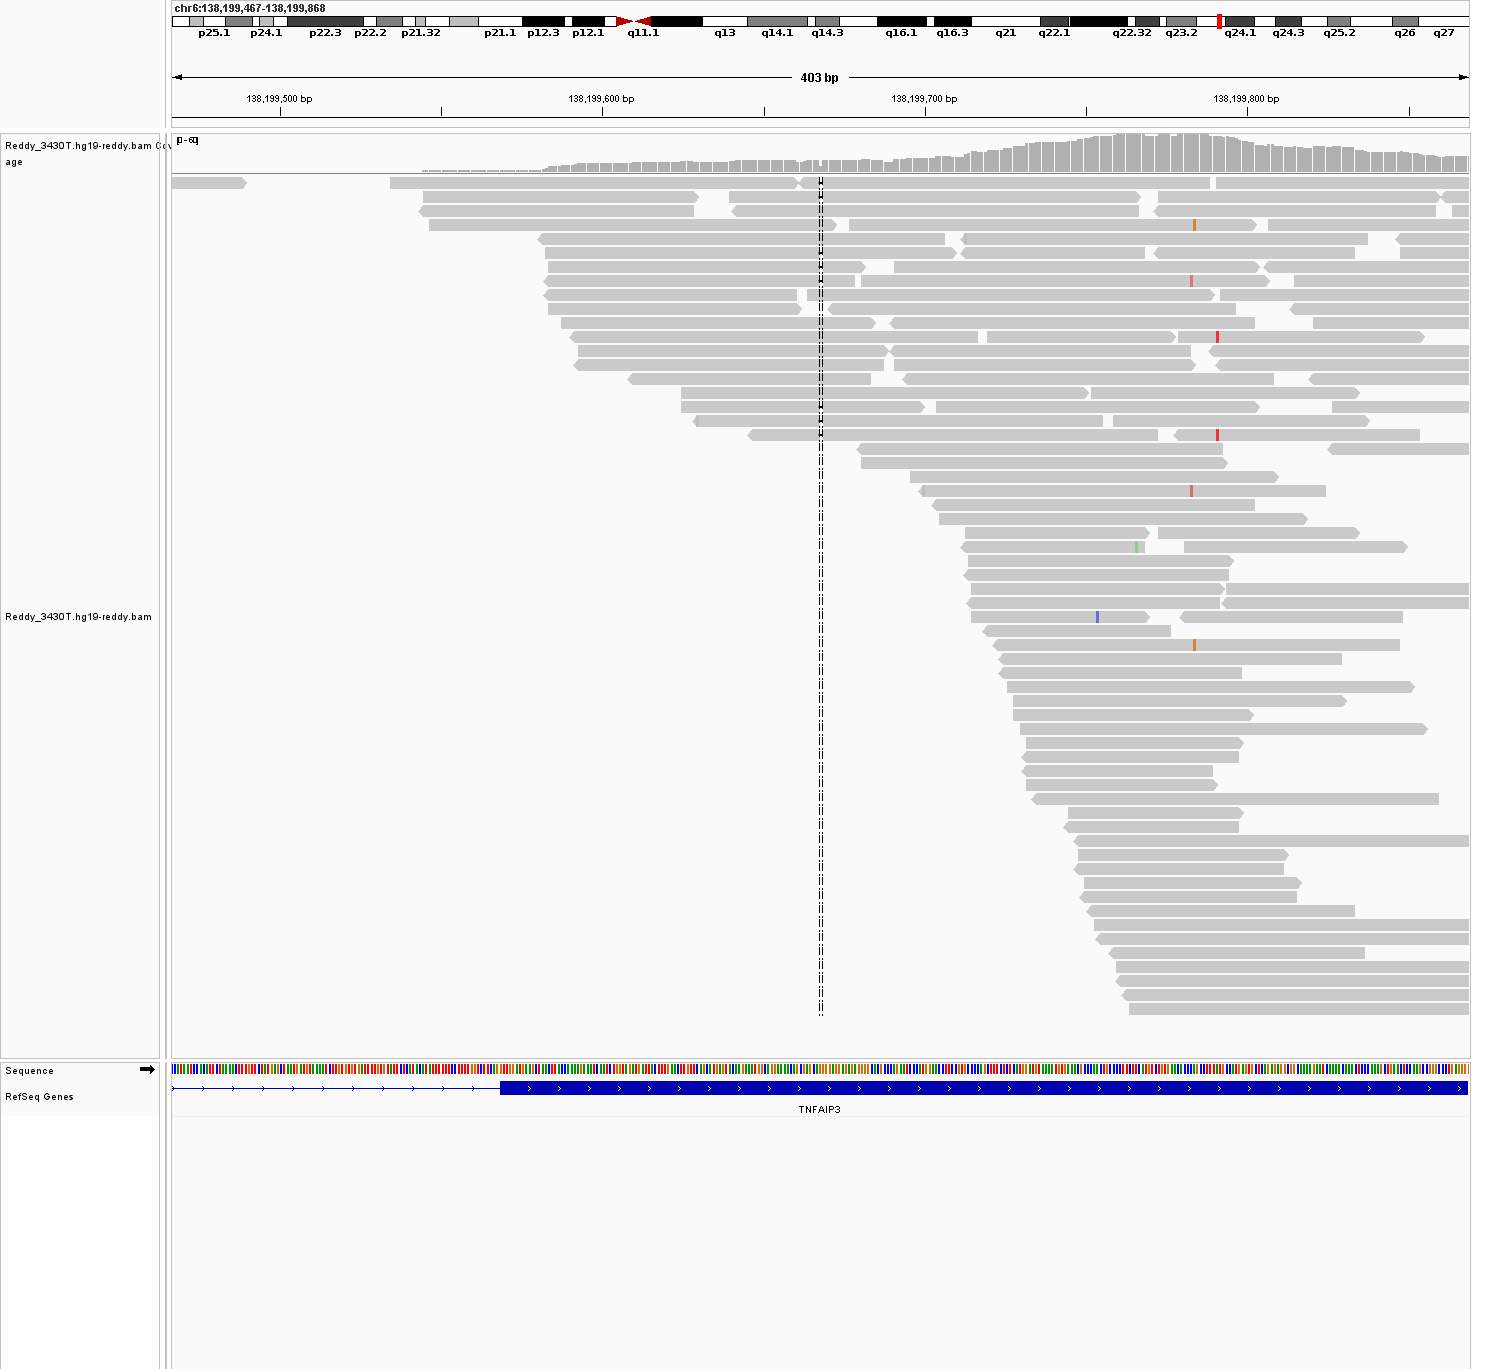 chr6:138,199,467-138,199,868
p25.1 p24.1 p22.3 p22.2 p21.32 p21.1 p12.3 p12.1 q11.1 q13 q14.1 q14.3 q16.1 q16.3 q21 q22.1 q22.32 q23.2 q24.1 q24.3 q25.2 q26 q27
403 bp
138,199,500 bp 138,199,600 bp 138,199,700 bp 138,199,800 bp
[0 - 60]
Reddy_3430T.hg19-reddy.bam Cov
age
Reddy_3430T.hg19-reddy.bam
Sequence
RefSeq Genes
TNFAIP3